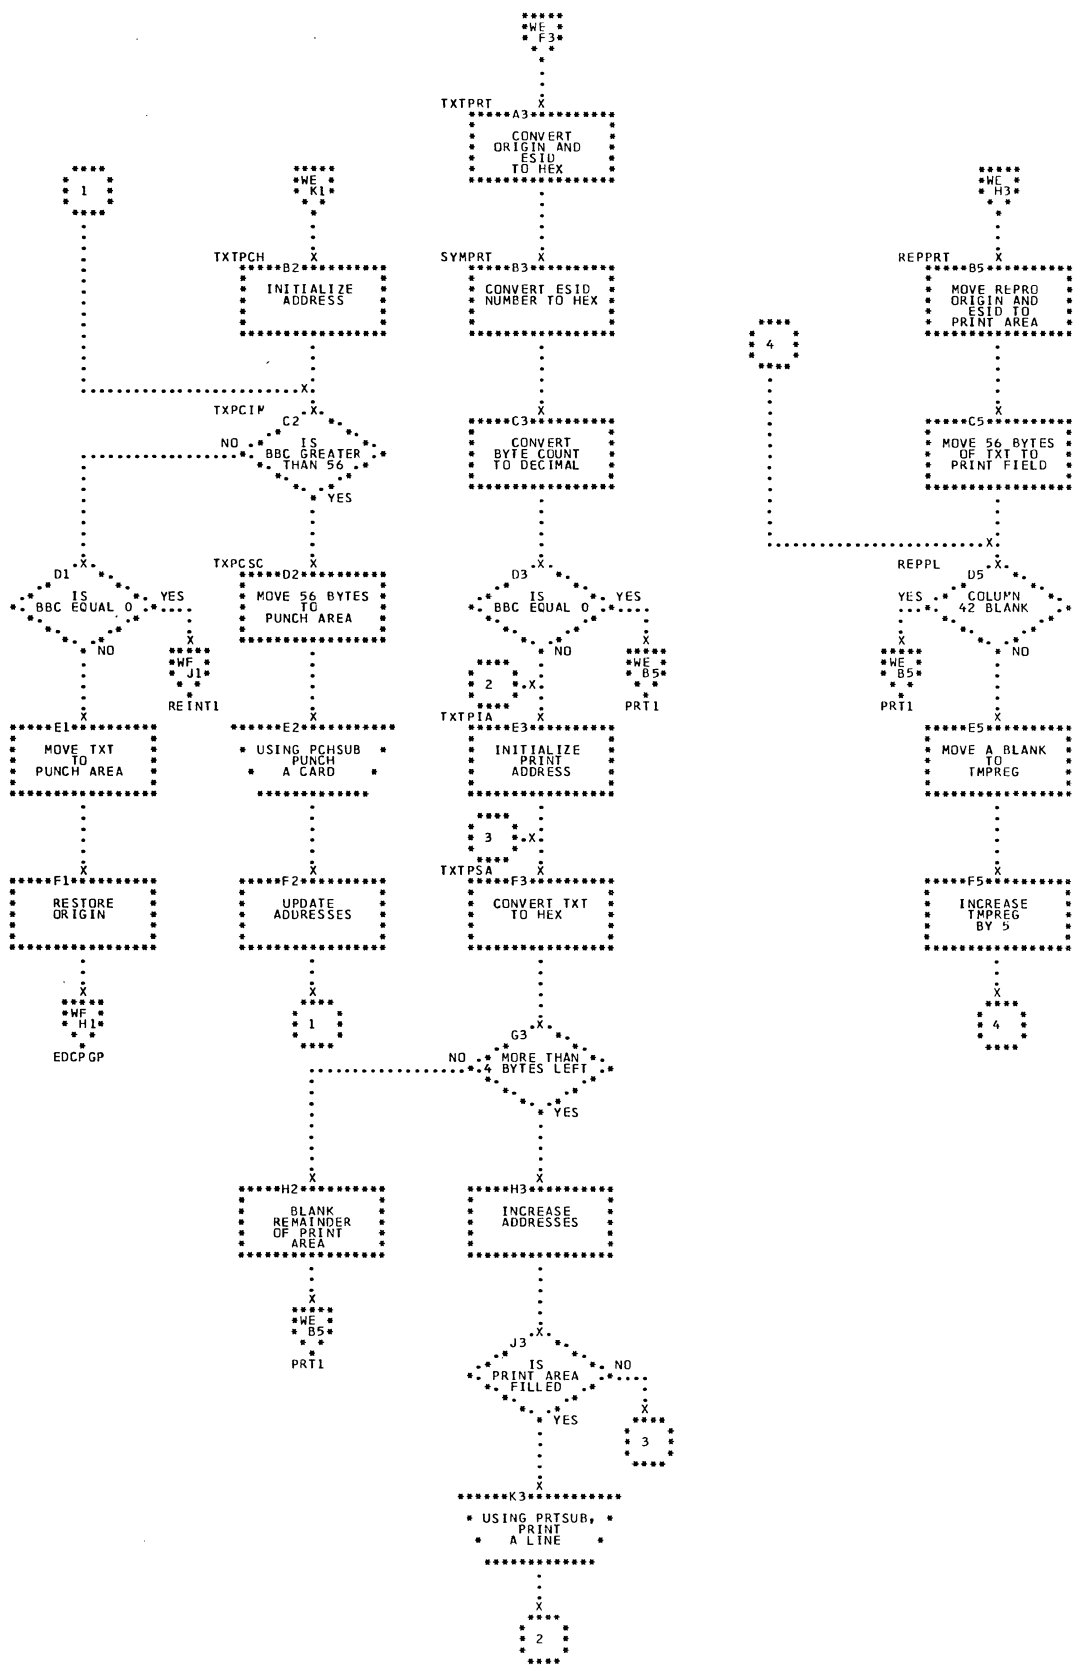 WE
F3
TXTPRT
A3
CONVERT
ORIGIN AND
ESID
TO HEX
1
WE
K1
WE
H3
TXTPCH
B2
INITIALIZE
ADDRESS
SYMPRT
B3
CONVERT ESID
NUMBER TO HEX
REPPRT
B5
MOVE REPRO
ORIGIN AND
ESID TO
PRINT AREA
4
TXPCIM
C2
NO
IS
BBC GREATER
THAN 56
YES
C3
CONVERT
BYTE COUNT
TO DECIMAL
C5
MOVE 56 BYTES
OF TXT TO
PRINT FIELD
D1
IS
BBC EQUAL 0
YES
NO
WF
J1
REINT1
TXPCSC
D2
MOVE 56 BYTES
TO
PUNCH AREA
D3
IS
BBC EQUAL 0
YES
NO
WE
B5
PRT1
REPPL
D5
YES
COLUMN
42 BLANK
NO
WE
B5
PRT1
2
E1
MOVE TXT
TO
PUNCH AREA
E2
USING PCHSUB
PUNCH
A CARD
TXTPIA
E3
INITIALIZE
PRINT
ADDRESS
E5
MOVE A BLANK
TO
TMPREG
3
F1
RESTORE
ORIGIN
F2
UPDATE
ADDRESSES
TXTPSA
F3
CONVERT TXT
TO HEX
F5
INCREASE
TMPREG
BY 5
WF
H1
EDCPGP
1
4
G3
NO
MORE THAN
4 BYTES LEFT
YES
H2
BLANK
REMAINDER
OF PRINT
AREA
H3
INCREASE
ADDRESSES
WE
B5
PRT1
J3
IS
PRINT AREA
FILLED
NO
YES
3
K3
USING PRTSUB,
PRINT
A LINE
2